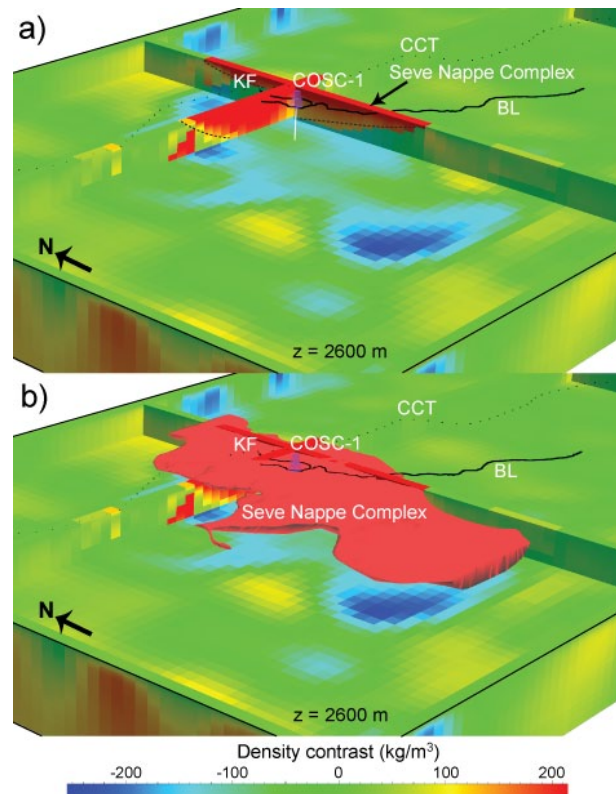 a)
CCT
Seve Nappe Complex
KF
COSC-1
BL
N
z = 2600 m
b)
CCT
KF
COSC-1
BL
Seve Nappe Complex
N
z = 2600 m
Density contrast (kg/m³)
-200 -100 0 100 200